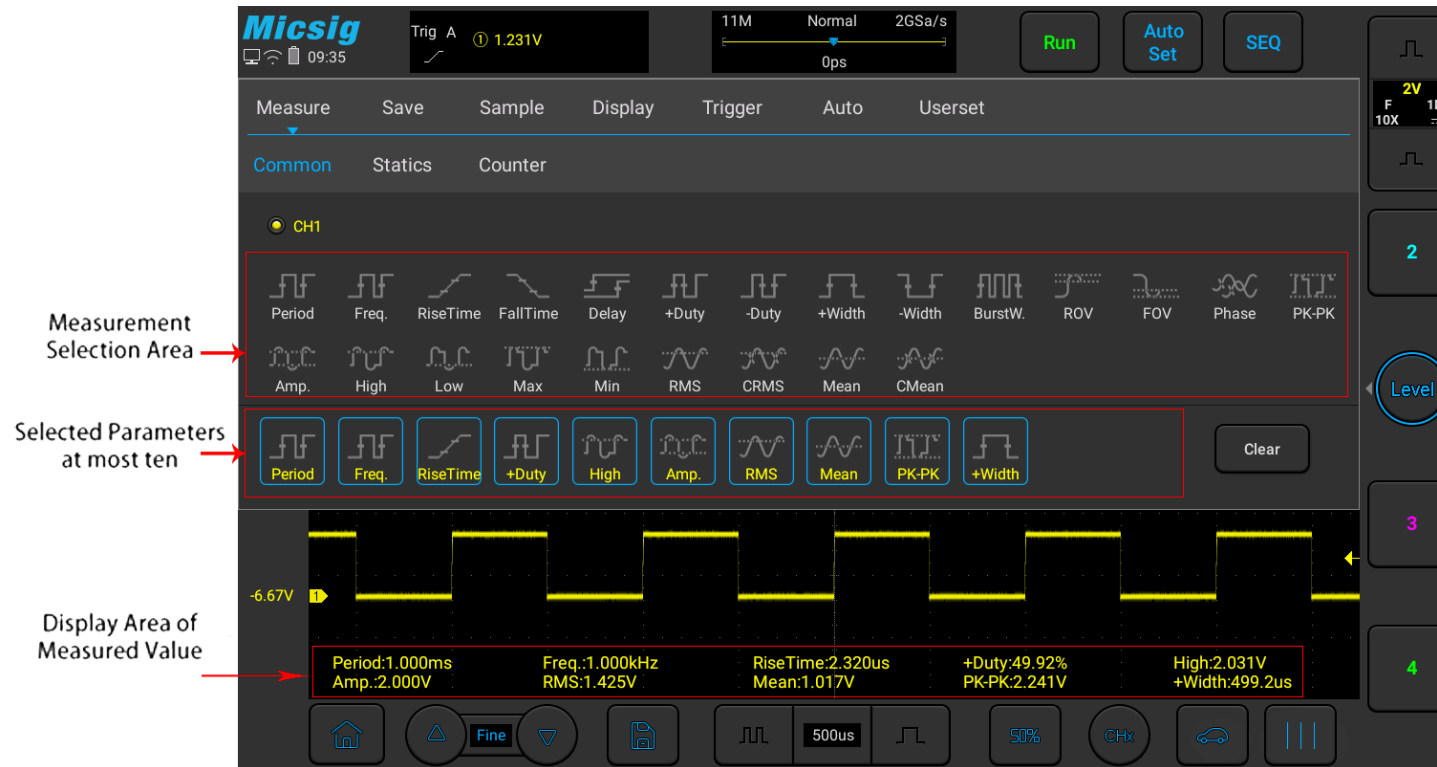 Micsig
09:35
Trig A ① 1.231V
11M Normal 2GSa/s
0ps
Run
Auto
Set
SEQ
2V
F
10X
Measure Save Sample Display Trigger Auto Userset
Common Statics Counter
CH1
Measurement
Selection Area
Period Freq. RiseTime FallTime Delay +Duty -Duty +Width -Width BurstW. ROV FOV Phase PK-PK
Amp. High Low Max Min RMS CRMS Mean CMean
2
Level
Selected Parameters
at most ten
Period Freq. RiseTime +Duty High Amp. RMS Mean PK-PK +Width
Clear
3
-6.67V 1
Display Area of
Measured Value
Period:1.000ms Freq.:1.000kHz RiseTime:2.320us +Duty:49.92% High:2.031V
Amp.:2.000V RMS:1.425V Mean:1.017V PK-PK:2.241V +Width:499.2us
4
Fine 500us 50% CHx